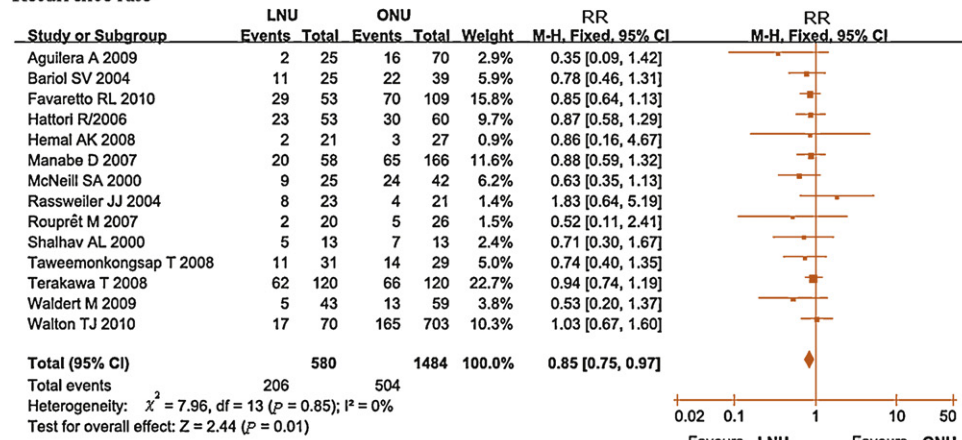 LNU ONU RR RR
Study or Subgroup Events Total Events Total Weight M-H, Fixed, 95% CI M-H, Fixed, 95% CI
Aguilera A 2009 2 25 16 70 2.9% 0.35 [0.09, 1.42]
Bariol SV 2004 11 25 22 39 5.9% 0.78 [0.46, 1.31]
Favaretto RL 2010 29 53 70 109 15.8% 0.85 [0.64, 1.13]
Hattori R/2006 23 53 30 60 9.7% 0.87 [0.58, 1.29]
Hemal AK 2008 2 21 3 27 0.9% 0.86 [0.16, 4.67]
Manabe D 2007 20 58 65 166 11.6% 0.88 [0.59, 1.32]
McNeill SA 2000 9 25 24 42 6.2% 0.63 [0.35, 1.13]
Rassweiler JJ 2004 8 23 4 21 1.2% 1.83 [0.64, 5.19]
Rouprêt M 2007 2 20 5 26 1.5% 0.52 [0.11, 2.41]
Shalhav AL 2000 5 13 7 13 2.4% 0.71 [0.30, 1.67]
Taweemonkongsap T 2008 11 31 14 29 5.0% 0.74 [0.40, 1.35]
Terakawa T 2008 62 120 66 120 22.7% 0.94 [0.74, 1.19]
Waldert M 2009 5 43 13 59 3.8% 0.53 [0.20, 1.37]
Walton TJ 2010 17 70 165 703 10.3% 1.03 [0.67, 1.60]
Total (95% CI) 580 1484 100.0% 0.85 [0.75, 0.97]
Total events 206 504
Heterogeneity: χ² = 7.96, df = 13 (P = 0.85); I² = 0%
Test for overall effect: Z = 2.44 (P = 0.01)
0.02 0.1 1 10 50